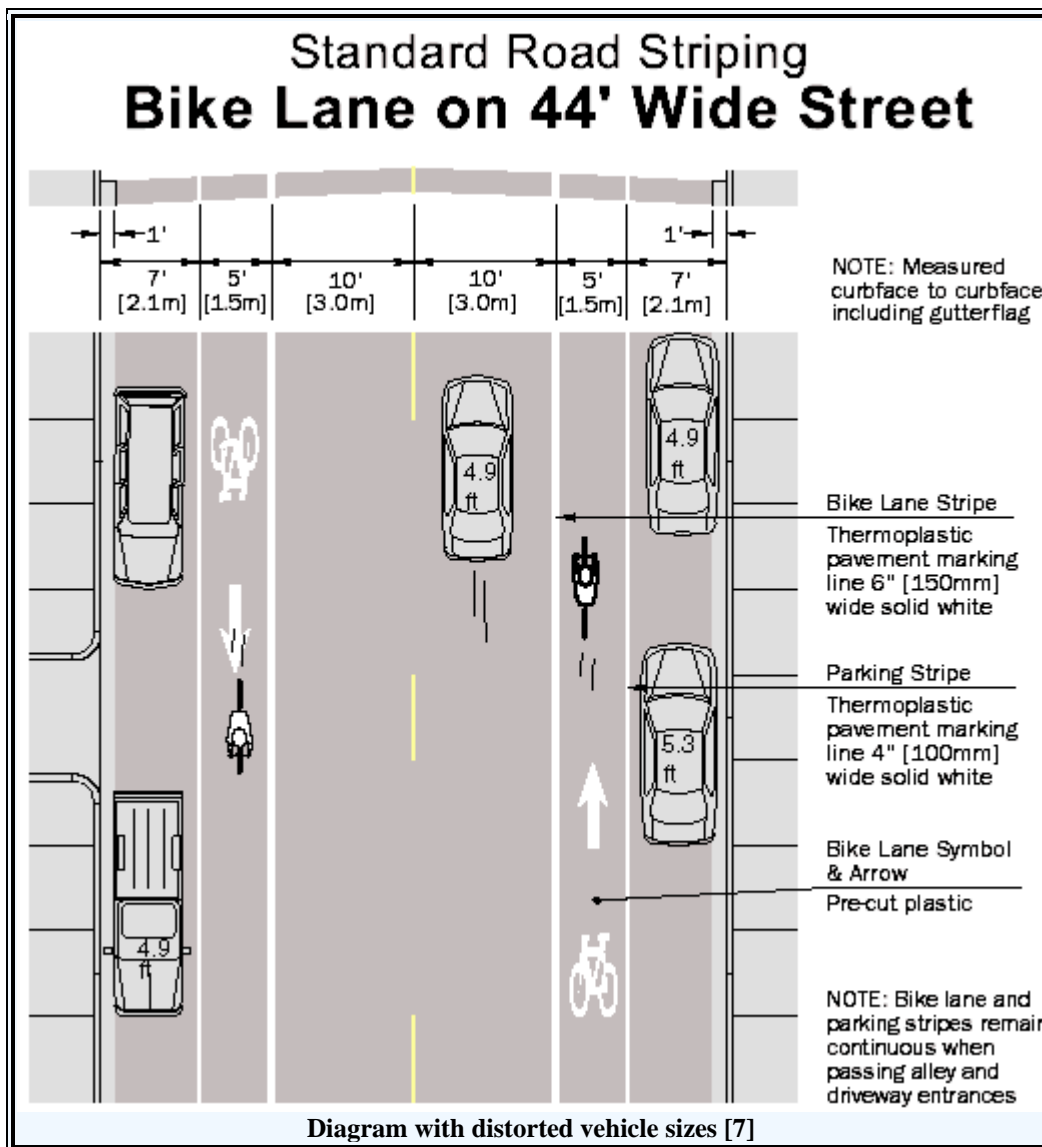 Standard Road Striping
Bike Lane on 44' Wide Street
1'
1'
7'
5'
10'
10'
5'
7'
[2.1m]
[1.5m]
[3.0m]
[3.0m]
[1.5m]
[2.1m]
NOTE: Measured
curbface to curbface
including gutterflag
4.9
ft
4.9
ft
Bike Lane Stripe
Thermoplastic
pavement marking
line 6" [150mm]
wide solid white
Parking Stripe
Thermoplastic
pavement marking
line 4" [100mm]
wide solid white
5.3
ft
Bike Lane Symbol
& Arrow
Pre-cut plastic
4.9
ft
NOTE: Bike lane and
parking stripes remain
continuous when
passing alley and
driveway entrances
Diagram with distorted vehicle sizes [7]